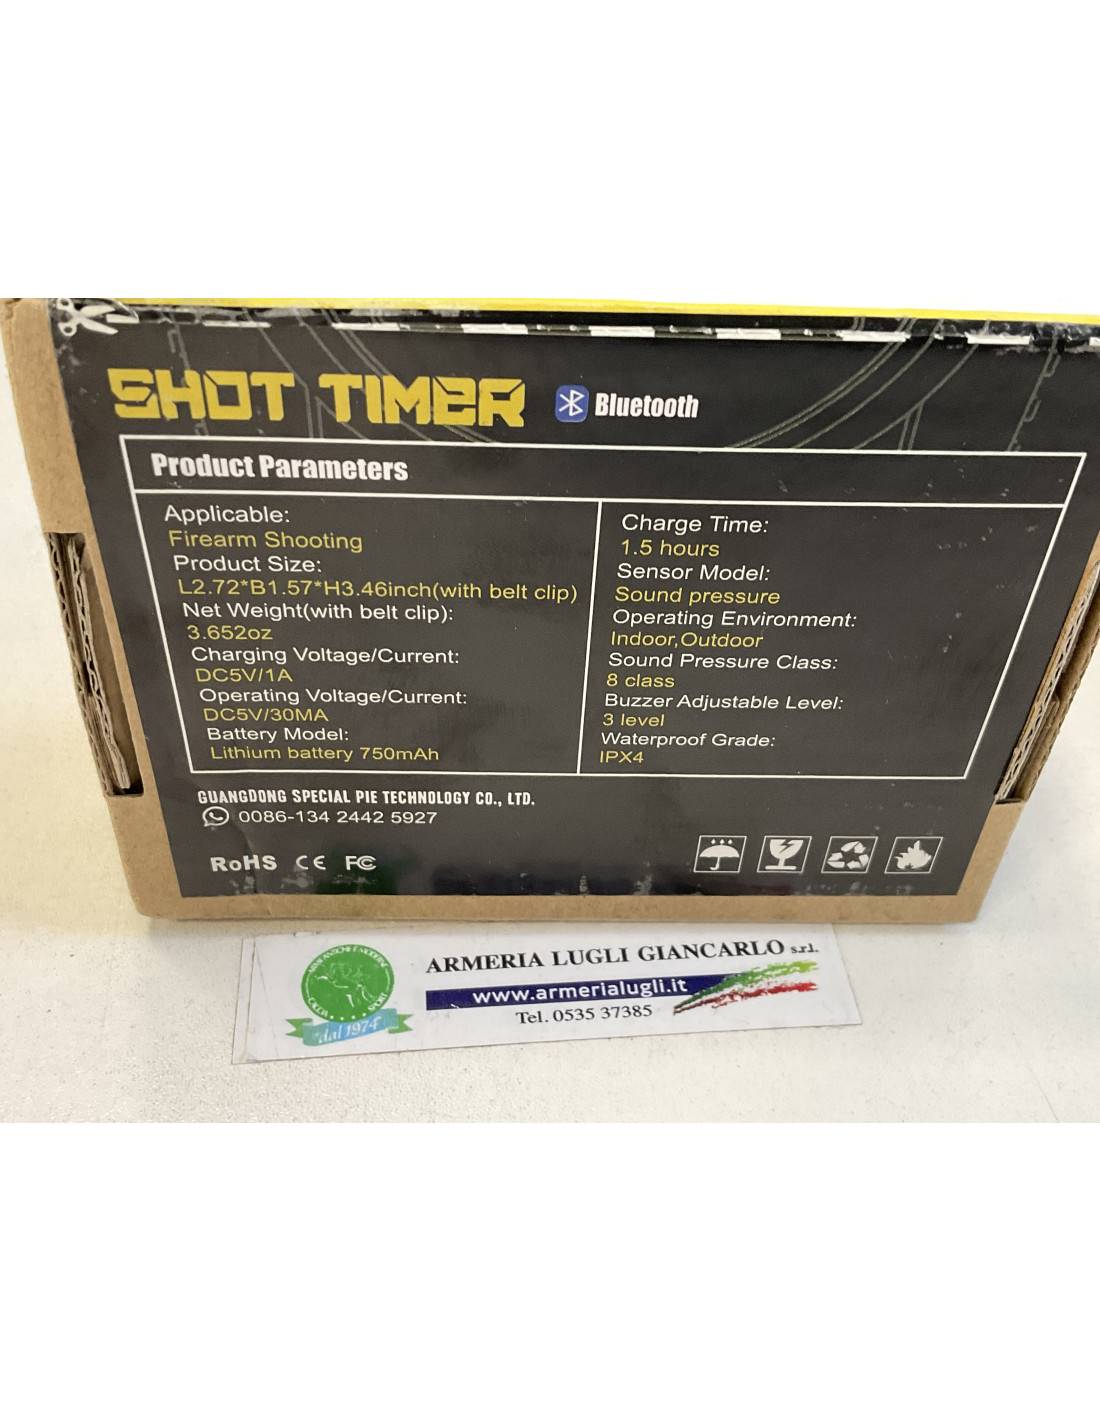 SHOT TIMER
Bluetooth
Product Parameters
Applicable:
Firearm Shooting
Product Size:
L2.72*B1.57*H3.46inch(with belt clip)
Net Weight(with belt clip):
3.652oz
Charging Voltage/Current:
DC5V/1A
Operating Voltage/Current:
DC5V/30MA
Battery Model:
Lithium battery 750mAh
Charge Time:
1.5 hours
Sensor Model:
Sound pressure
Operating Environment:
Indoor,Outdoor
Sound Pressure Class:
8 class
Buzzer Adjustable Level:
3 level
Waterproof Grade:
IPX4
GUANGDONG SPECIAL PIE TECHNOLOGY CO., LTD.
0086-134 2442 5927
RoHS CE FC
ARMERIA LUGLI GIANCARLO s.r.l.
www.armerialugli.it
Tel. 0535 37385
CACCIA SPORT
dal 1974